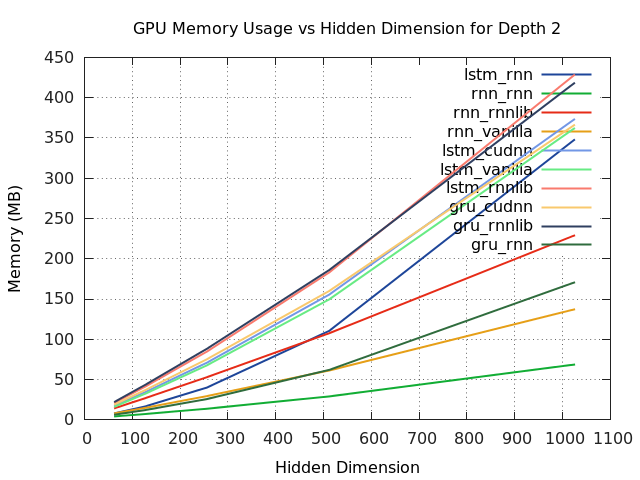 GPU Memory Usage vs Hidden Dimension for Depth 2
450
400
350
300
250
200
150
100
50
0
Memory (MB)
lstm_rnn
rnn_rnn
rnn_rnnlib
rnn_vanilla
lstm_cudnn
lstm_vanilla
lstm_rnnlib
gru_cudnn
gru_rnnlib
gru_rnn
0 100 200 300 400 500 600 700 800 900 1000 1100
Hidden Dimension